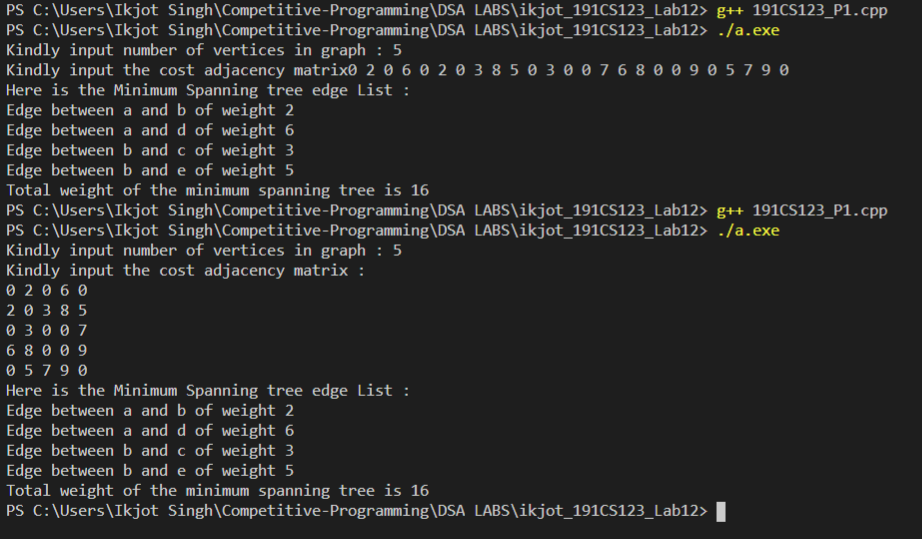 PS C:\Users\Ikjot Singh\Competitive-Programming\DSA LABS\ikjot_191CS123_Lab12> g++ 191CS123_P1.cpp
PS C:\Users\Ikjot Singh\Competitive-Programming\DSA LABS\ikjot_191CS123_Lab12> ./a.exe
Kindly input number of vertices in graph : 5
Kindly input the cost adjacency matrix0 2 0 6 0 2 0 3 8 5 0 3 0 0 7 6 8 0 0 9 0 5 7 9 0
Here is the Minimum Spanning tree edge List :
Edge between a and b of weight 2
Edge between a and d of weight 6
Edge between b and c of weight 3
Edge between b and e of weight 5
Total weight of the minimum spanning tree is 16
PS C:\Users\Ikjot Singh\Competitive-Programming\DSA LABS\ikjot_191CS123_Lab12> g++ 191CS123_P1.cpp
PS C:\Users\Ikjot Singh\Competitive-Programming\DSA LABS\ikjot_191CS123_Lab12> ./a.exe
Kindly input number of vertices in graph : 5
Kindly input the cost adjacency matrix :
0 2 0 6 0
2 0 3 8 5
0 3 0 0 7
6 8 0 0 9
0 5 7 9 0
Here is the Minimum Spanning tree edge List :
Edge between a and b of weight 2
Edge between a and d of weight 6
Edge between b and c of weight 3
Edge between b and e of weight 5
Total weight of the minimum spanning tree is 16
PS C:\Users\Ikjot Singh\Competitive-Programming\DSA LABS\ikjot_191CS123_Lab12>